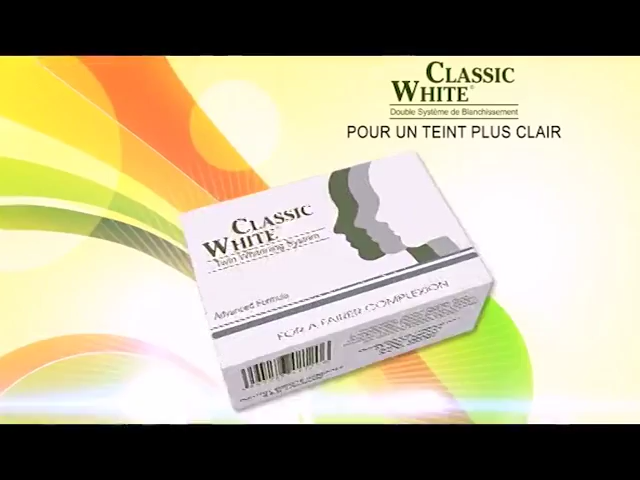 CLASSIC
WHITE®
Double Système de Blanchissement
POUR UN TEINT PLUS CLAIR
CLASSIC
WHITE®
Twin Whitening System
Advanced Formula
FOR A FAIRER COMPLEXION